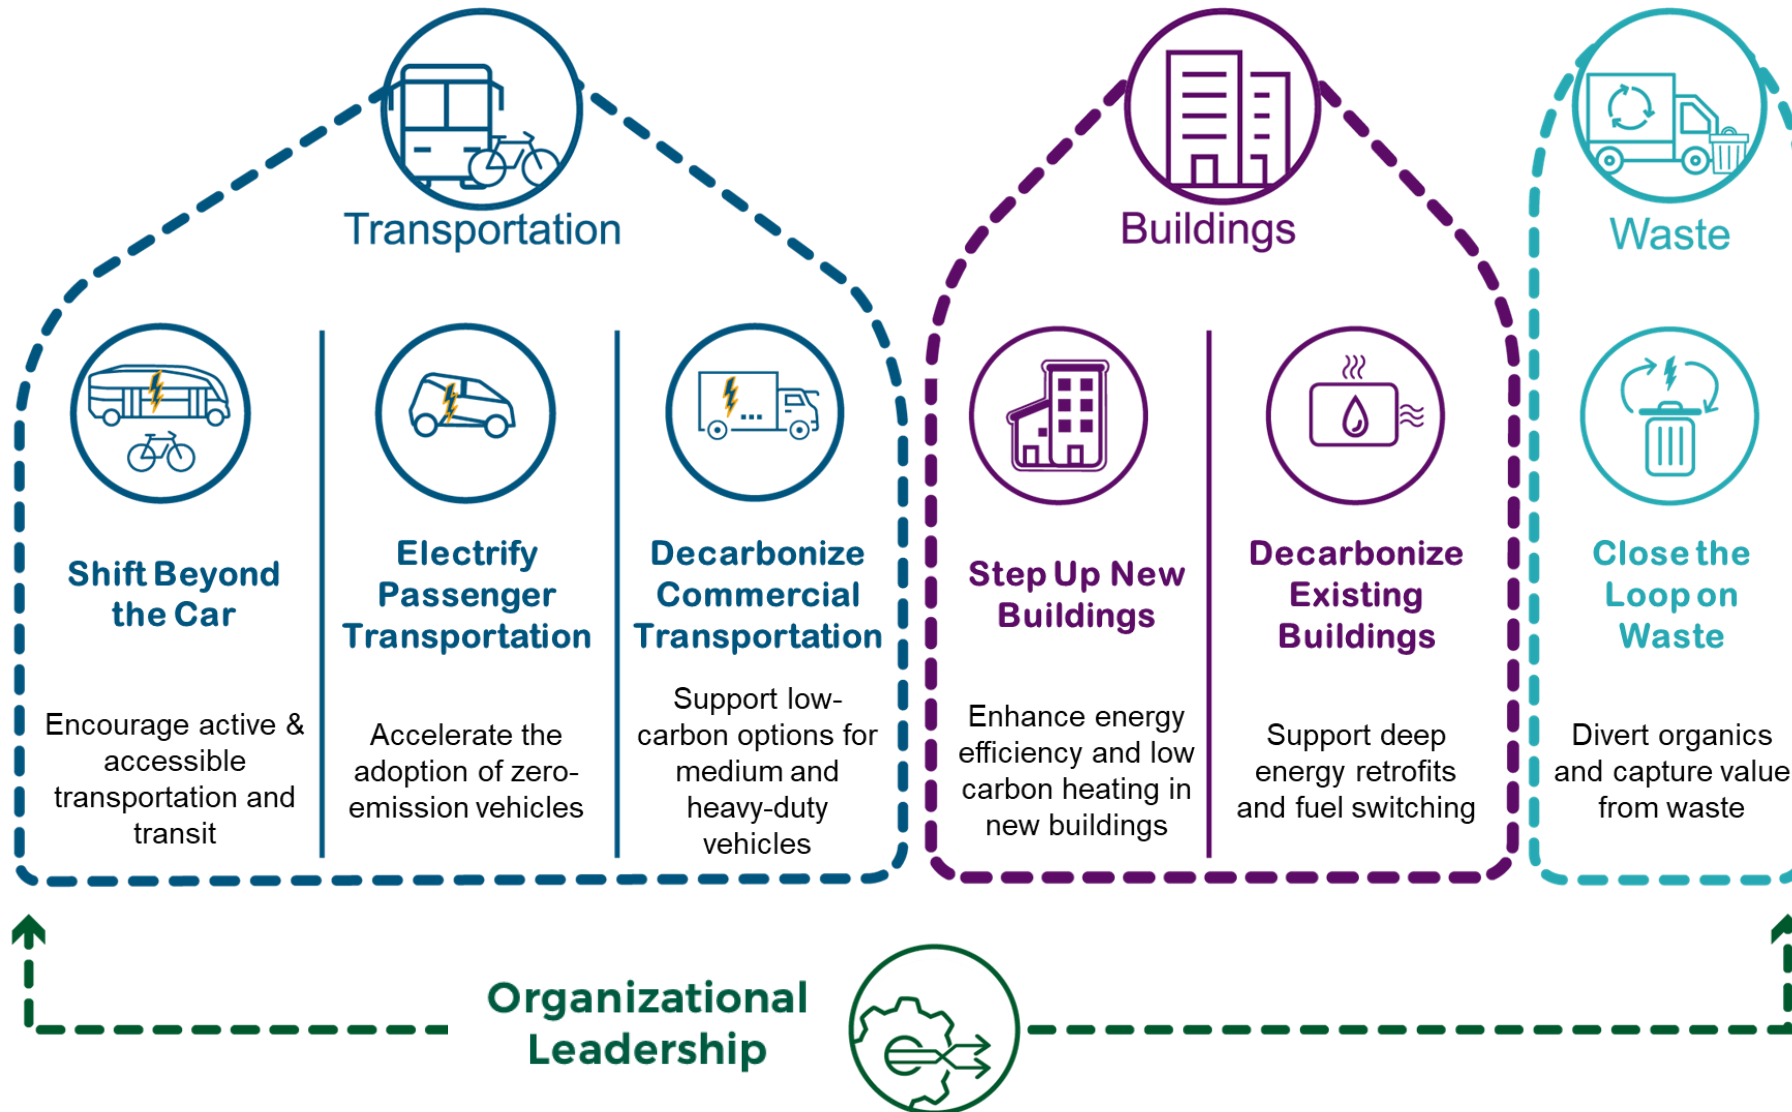 Transportation
Buildings
Waste
Shift Beyond
the Car
Encourage active &
accessible
transportation and
transit
Electrify
Passenger
Transportation
Accelerate the
adoption of zero-
emission vehicles
Decarbonize
Commercial
Transportation
Support low-
carbon options for
medium and
heavy-duty
vehicles
Step Up New
Buildings
Enhance energy
efficiency and low
carbon heating in
new buildings
Decarbonize
Existing
Buildings
Support deep
energy retrofits
and fuel switching
Close the
Loop on
Waste
Divert organics
and capture value
from waste
Organizational
Leadership